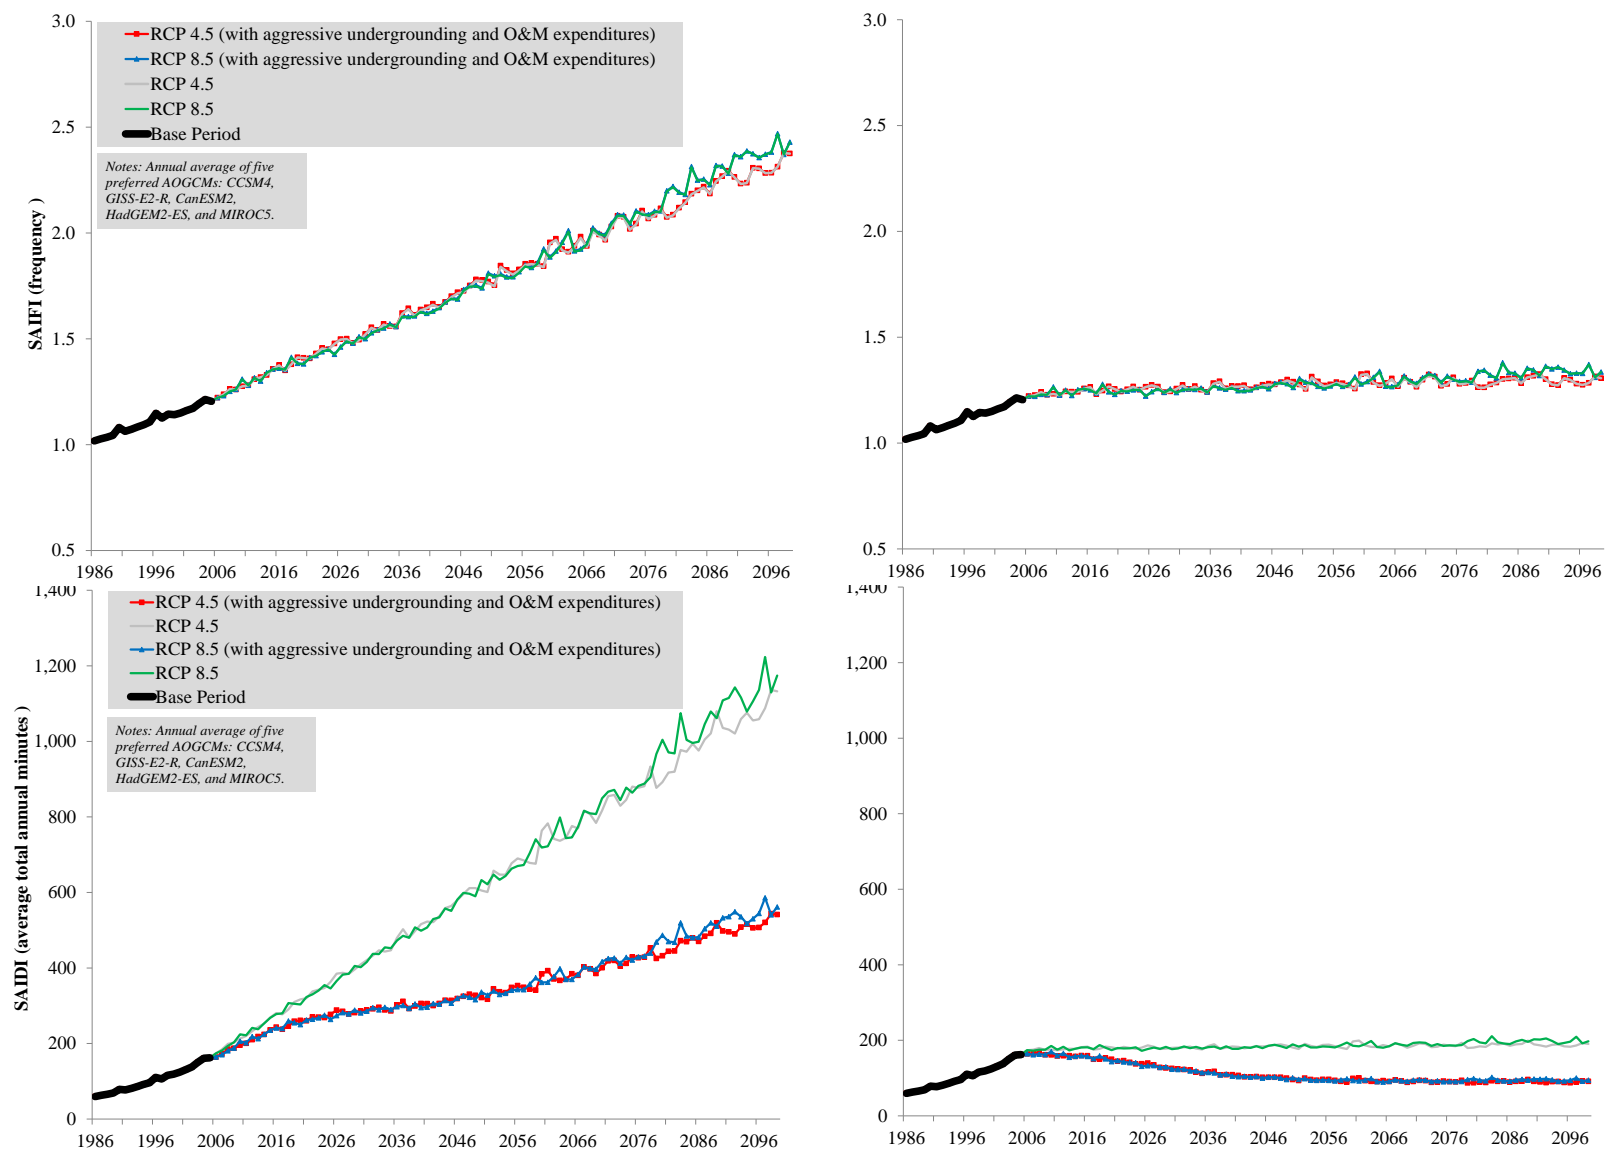 3.0
RCP 4.5 (with aggressive undergrounding and O&M expenditures)
RCP 8.5 (with aggressive undergrounding and O&M expenditures)
RCP 4.5
RCP 8.5
Base Period
Notes: Annual average of five
preferred AOGCMs: CCSM4,
GISS-E2-R, CanESM2,
HadGEM2-ES, and MIROC5.
2.5
2.0
1.5
1.0
0.5
SAIFI (frequency )
1986 1996 2006 2016 2026 2036 2046 2056 2066 2076 2086 2096
3.0
2.5
2.0
1.5
1.0
0.5
1986 1996 2006 2016 2026 2036 2046 2056 2066 2076 2086 2096
1,400
RCP 4.5 (with aggressive undergrounding and O&M expenditures)
RCP 4.5
RCP 8.5 (with aggressive undergrounding and O&M expenditures)
RCP 8.5
Base Period
Notes: Annual average of five
preferred AOGCMs: CCSM4,
GISS-E2-R, CanESM2,
HadGEM2-ES, and MIROC5.
1,200
1,000
800
600
400
200
0
SAIDI (average total annual minutes )
1986 1996 2006 2016 2026 2036 2046 2056 2066 2076 2086 2096
1,400
1,200
1,000
800
600
400
200
0
1986 1996 2006 2016 2026 2036 2046 2056 2066 2076 2086 2096